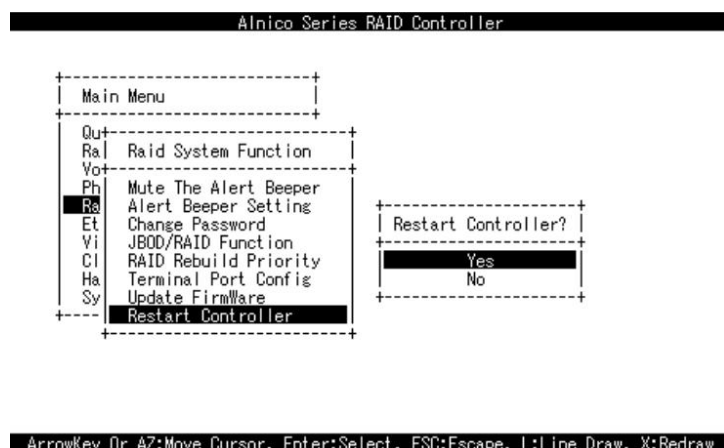 Alnico Series RAID Controller
Main Menu
Qu
Ra
Vo
Ph
Ra
Et
Vi
Cl
Ha
Sy
Raid System Function
Mute The Alert Beeper
Alert Beeper Setting
Change Password
JBOD/RAID Function
RAID Rebuild Priority
Terminal Port Config
Update FirmWare
Restart Controller
Restart Controller?
Yes
No
ArrowKey Or AZ:Move Cursor, Enter:Select, ESC:Escape, L:Line Draw, X:Redraw